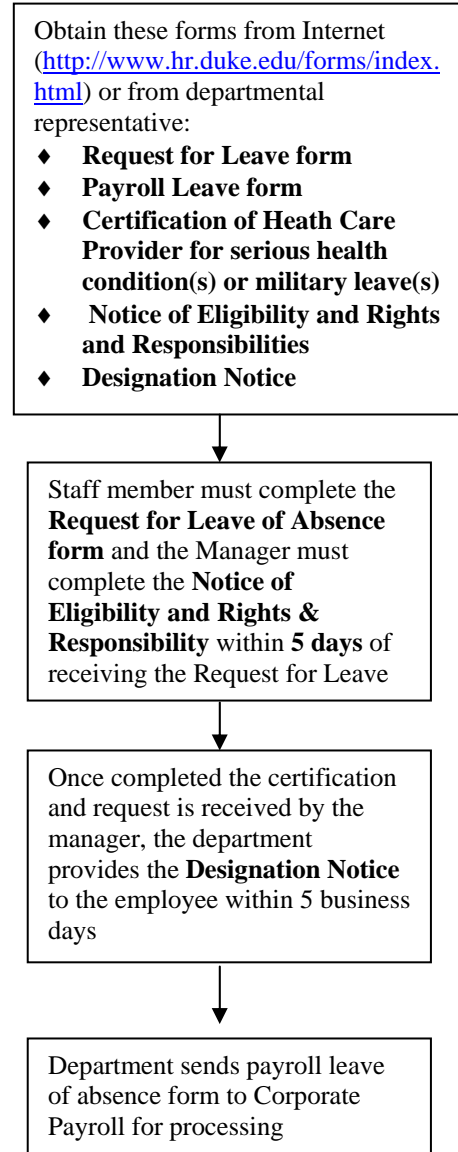 Obtain these forms from Internet
(http://www.hr.duke.edu/forms/index.
html) or from departmental
representative:
♦ Request for Leave form
♦ Payroll Leave form
♦ Certification of Heath Care
Provider for serious health
condition(s) or military leave(s)
♦ Notice of Eligibility and Rights
and Responsibilities
♦ Designation Notice
Staff member must complete the
Request for Leave of Absence
form and the Manager must
complete the Notice of
Eligibility and Rights &
Responsibility within 5 days of
receiving the Request for Leave
Once completed the certification
and request is received by the
manager, the department
provides the Designation Notice
to the employee within 5 business
days
Department sends payroll leave
of absence form to Corporate
Payroll for processing